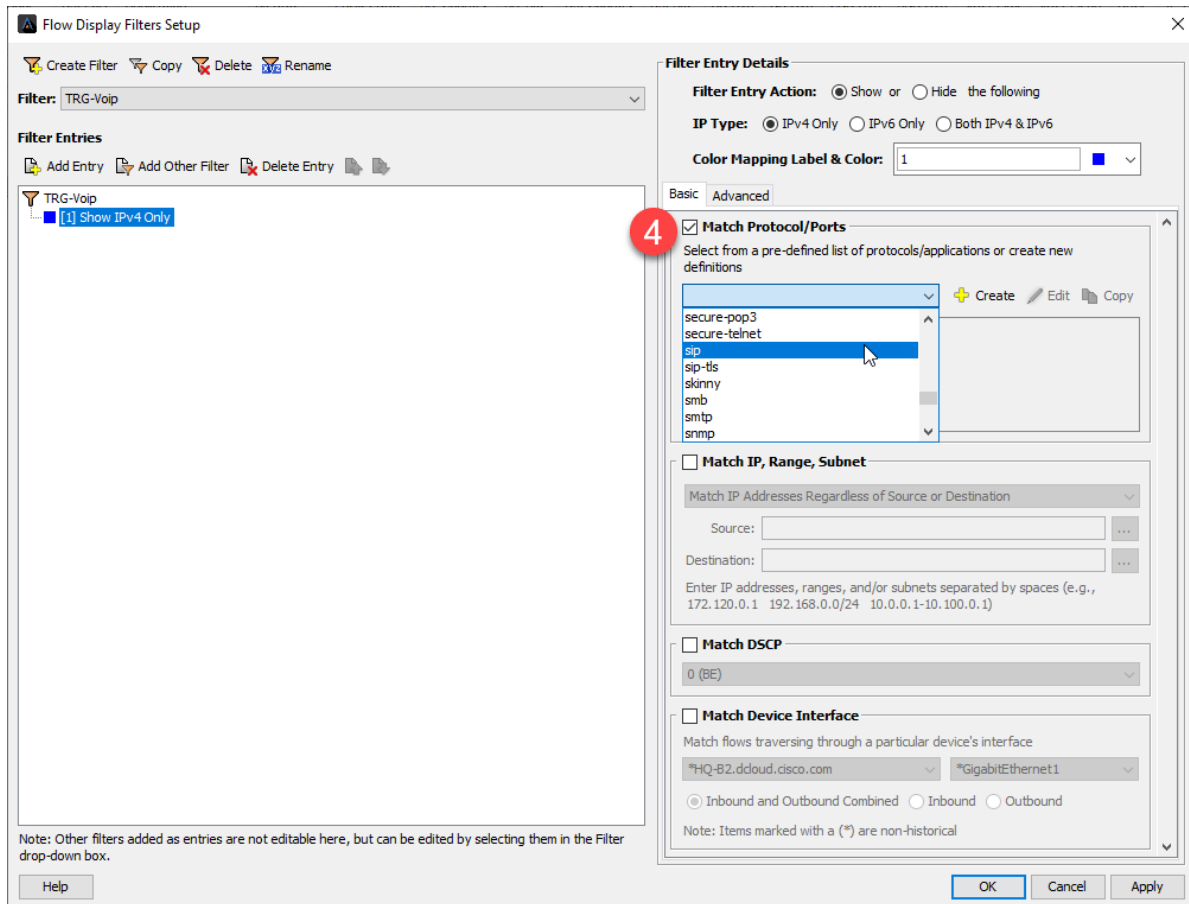 Flow Display Filters Setup
Create Filter Copy Delete Rename
Filter: TRG-Voip
Filter Entries
Add Entry Add Other Filter Delete Entry
TRG-Voip
[1] Show IPv4 Only
Note: Other filters added as entries are not editable here, but can be edited by selecting them in the Filter
drop-down box.
Help
Filter Entry Details
Filter Entry Action: Show or Hide the following
IP Type: IPv4 Only IPv6 Only Both IPv4 & IPv6
Color Mapping Label & Color: 1
Basic Advanced
4
Match Protocol/Ports
Select from a pre-defined list of protocols/applications or create new
definitions
Create Edit Copy
secure-pop3
secure-telnet
sip
sip-tls
skinny
smb
smtp
snmp
Match IP, Range, Subnet
Match IP Addresses Regardless of Source or Destination
Source: ...
Destination: ...
Enter IP addresses, ranges, and/or subnets separated by spaces (e.g.,
172.120.0.1 192.168.0.0/24 10.0.0.1-10.100.0.1)
Match DSCP
0 (BE)
Match Device Interface
Match flows traversing through a particular device's interface
*HQ-B2.dcloud.cisco.com *GigabitEthernet1
Inbound and Outbound Combined Inbound Outbound
Note: Items marked with a (*) are non-historical
OK Cancel Apply